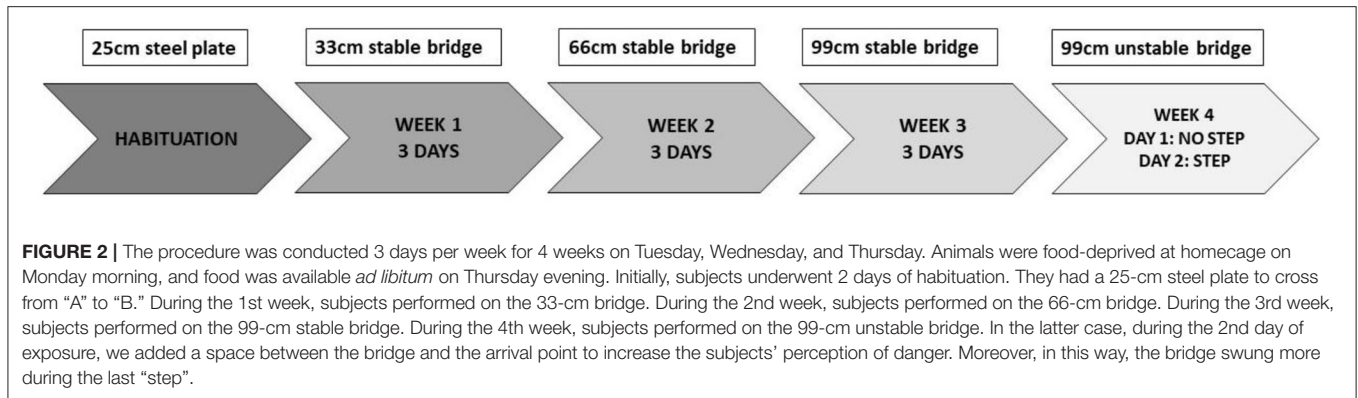 25cm steel plate
33cm stable bridge
66cm stable bridge
99cm stable bridge
99cm unstable bridge
HABITUATION
WEEK 1
3 DAYS
WEEK 2
3 DAYS
WEEK 3
3 DAYS
WEEK 4
DAY 1: NO STEP
DAY 2: STEP
FIGURE 2 | The procedure was conducted 3 days per week for 4 weeks on Tuesday, Wednesday, and Thursday. Animals were food-deprived at homecage on
Monday morning, and food was available ad libitum on Thursday evening. Initially, subjects underwent 2 days of habituation. They had a 25-cm steel plate to cross
from “A” to “B.” During the 1st week, subjects performed on the 33-cm bridge. During the 2nd week, subjects performed on the 66-cm bridge. During the 3rd week,
subjects performed on the 99-cm stable bridge. During the 4th week, subjects performed on the 99-cm unstable bridge. In the latter case, during the 2nd day of
exposure, we added a space between the bridge and the arrival point to increase the subjects’ perception of danger. Moreover, in this way, the bridge swung more
during the last “step”.